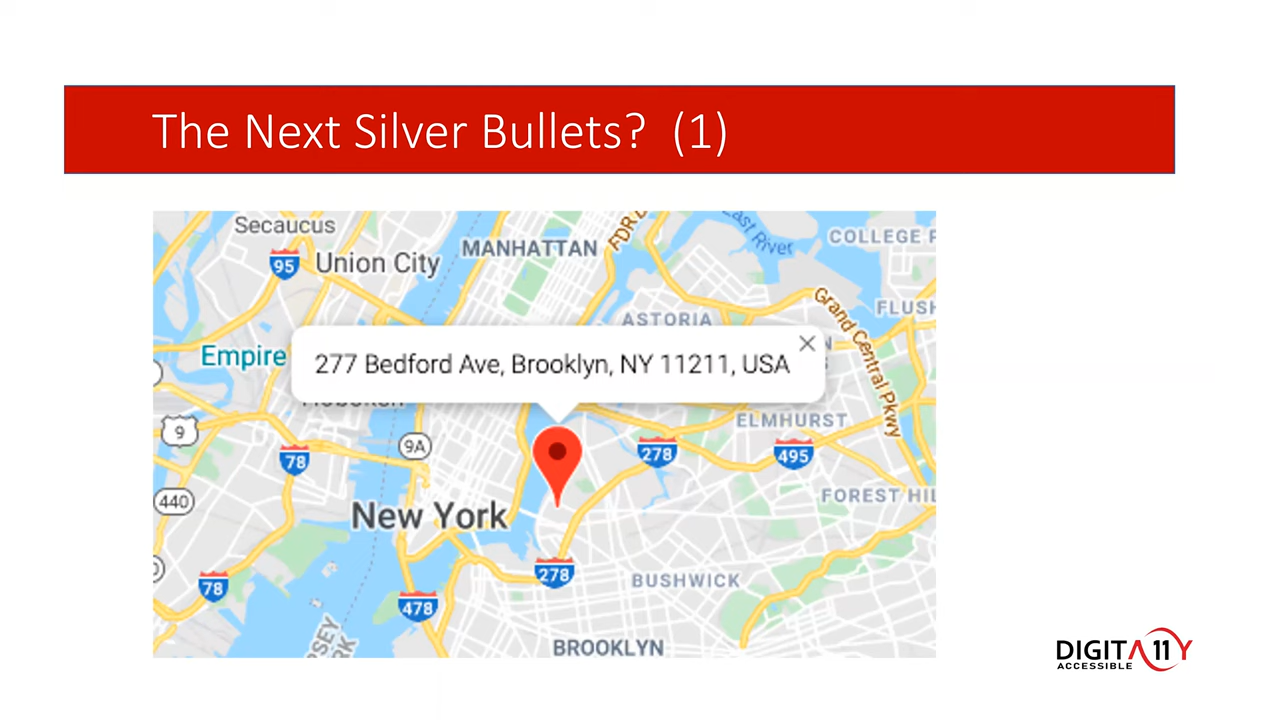 The Next Silver Bullets? (1)
Secaucus
MANHATTAN
FDR
East River
COLLEGE
95
Union City
Grand Central Pkwy
FLUSH
ASTORIA
Empire
277 Bedford Ave, Brooklyn, NY 11211, USA
Hoboken
9
9A
ELMHURST
78
278
495
440
FOREST HIL
New York
278
78
478
BUSHWICK
BROOKLYN
DIGITA11Y
ACCESSIBLE